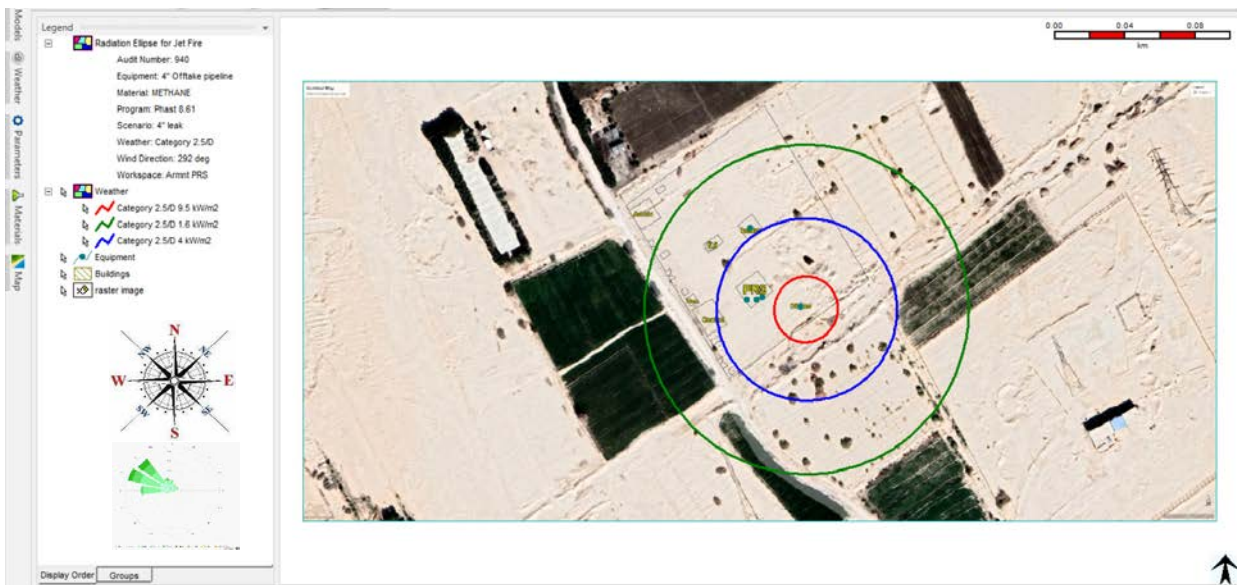 Models
Weather
Parameters
Materials
Map
Legend
Radiation Ellipse for Jet Fire
Audit Number: 940
Equipment: 4" Offtake pipeline
Material: METHANE
Program: Phast 8.61
Scenario: 4" leak
Weather: Category 2.5/D
Wind Direction: 292 deg
Workspace: Armnt PRS
Weather
Category 2.5/D 9.5 kW/m2
Category 2.5/D 1.6 kW/m2
Category 2.5/D 4 kW/m2
Equipment
Buildings
raster image
N
NW
NE
W
E
SW
SE
S
Display Order
Groups
0.00
0.04
0.08
km
PRS